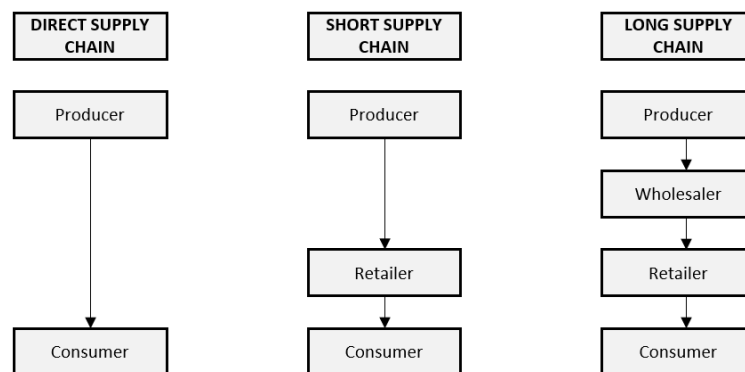 DIRECT SUPPLY
CHAIN
Producer
Consumer
SHORT SUPPLY
CHAIN
Producer
Retailer
Consumer
LONG SUPPLY
CHAIN
Producer
Wholesaler
Retailer
Consumer